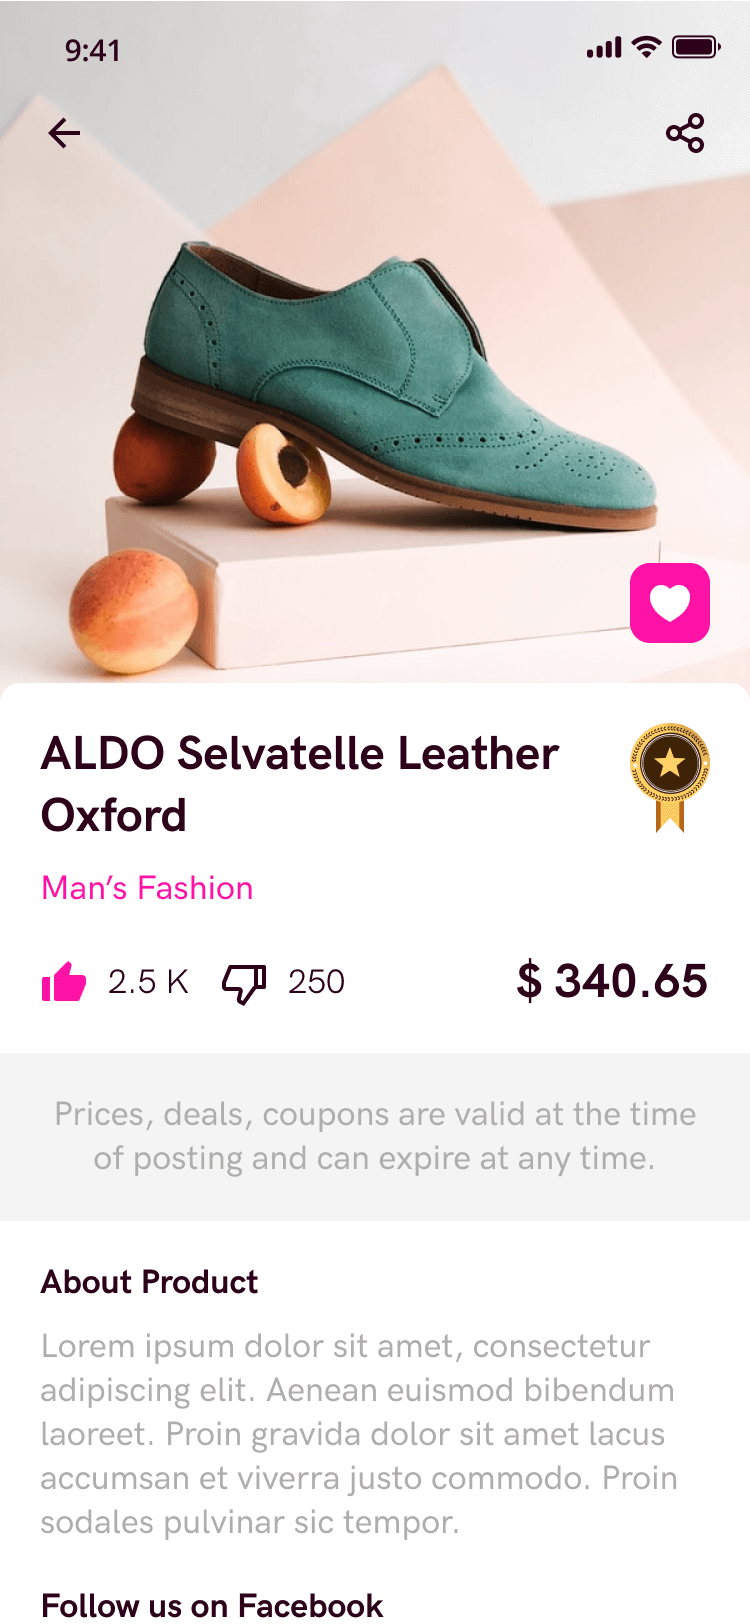 9:41
ALDO Selvatelle Leather
Oxford
Man’s Fashion
2.5 K 250 $ 340.65
Prices, deals, coupons are valid at the time
of posting and can expire at any time.
About Product
Lorem ipsum dolor sit amet, consectetur
adipiscing elit. Aenean euismod bibendum
laoreet. Proin gravida dolor sit amet lacus
accumsan et viverra justo commodo. Proin
sodales pulvinar sic tempor.
Follow us on Facebook